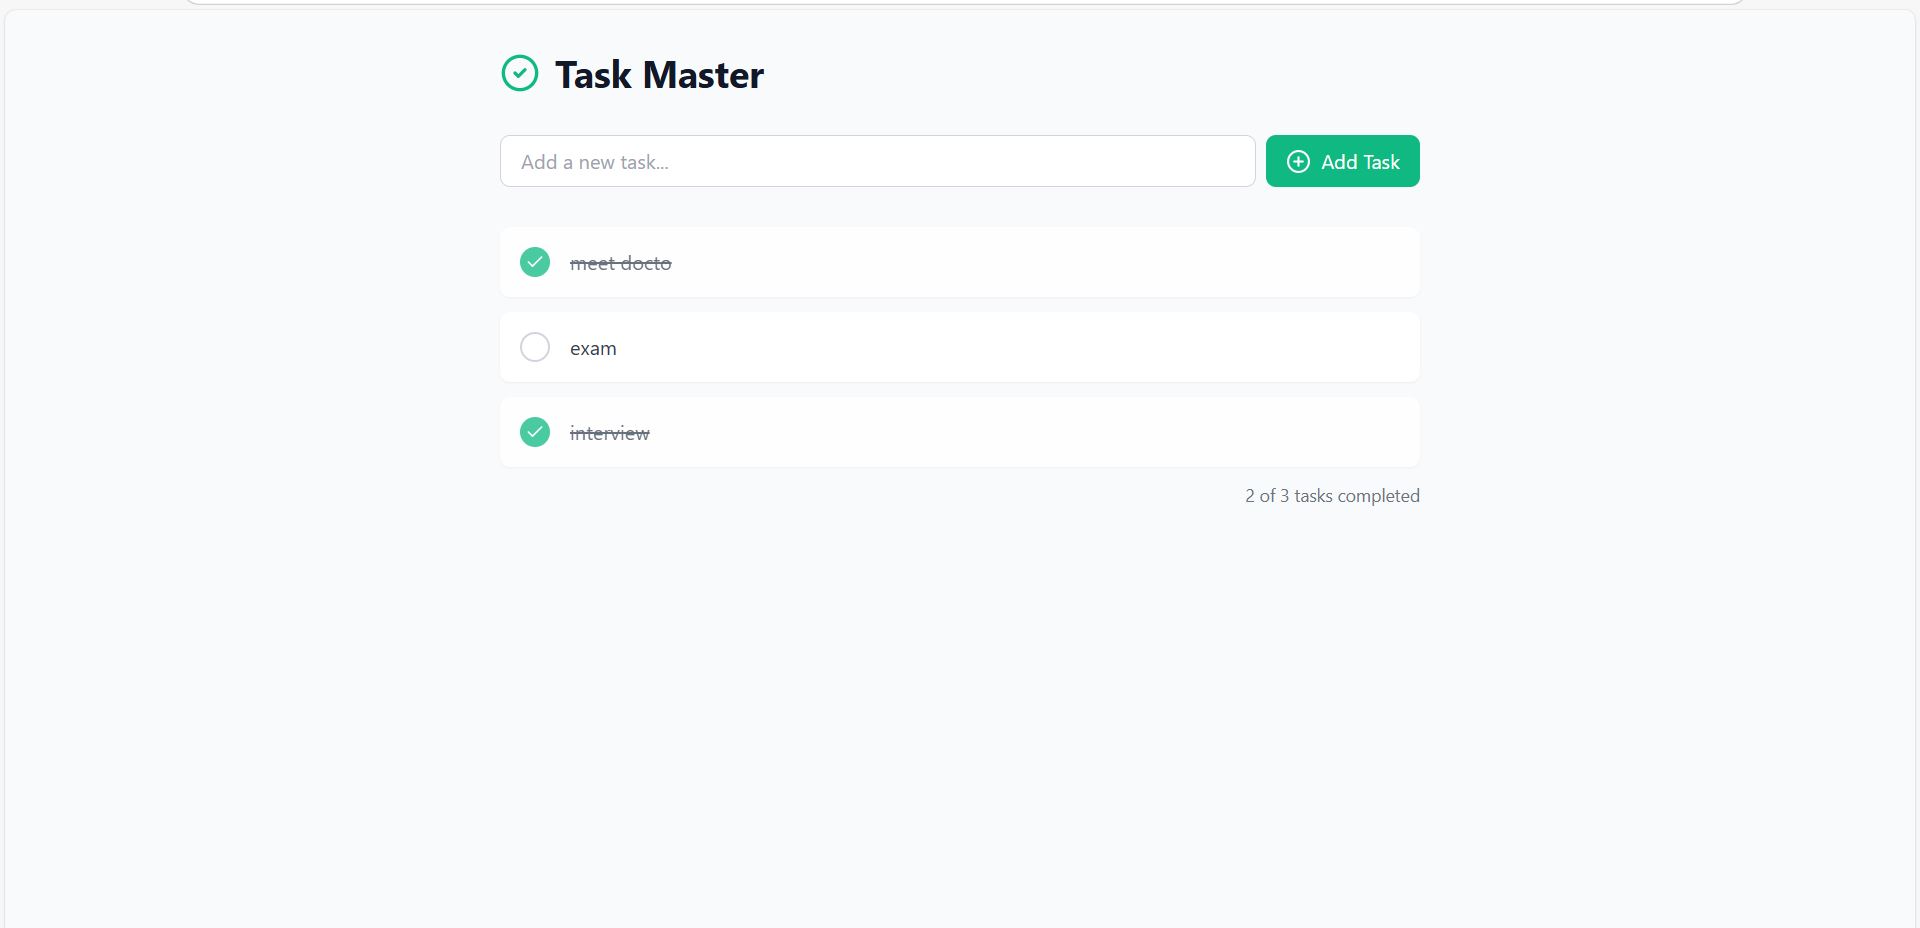 Task Master
Add a new task...
Add Task
meet docto
exam
interview
2 of 3 tasks completed